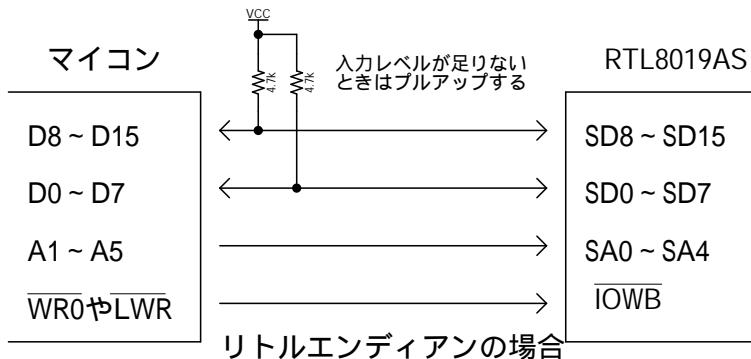 VCC
マイコン
4.7k
4.7k
入力レベルが足りない
ときはプルアップする
RTL8019AS
D8～D15
SD8～SD15
D0～D7
SD0～SD7
A1～A5
SA0～SA4
WR0やLWR
IOWB
リトルエンディアンの場合